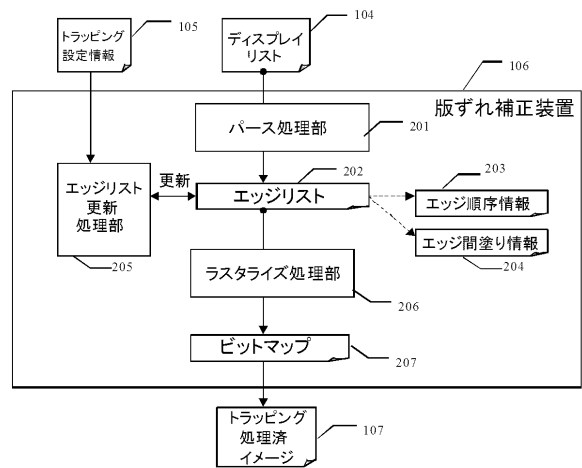 トラッピング
設定情報
105
ディスプレイ
リスト
104
106
版ずれ補正装置
パース処理部
201
エッジリスト
更新
処理部
205
更新
エッジリスト
202
203
エッジ順序情報
エッジ間塗り情報
204
ラスタライズ処理部
206
ビットマップ
207
トラッピング
処理済
イメージ
107